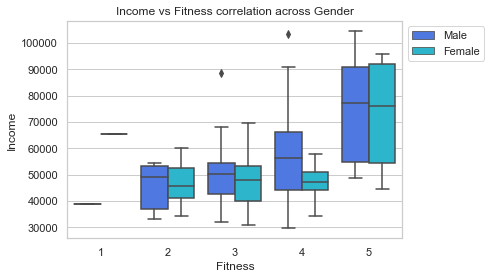 Income vs Fitness correlation across Gender
Male
Female
Income
100000
90000
80000
70000
60000
50000
40000
30000
1 2 3 4 5
Fitness